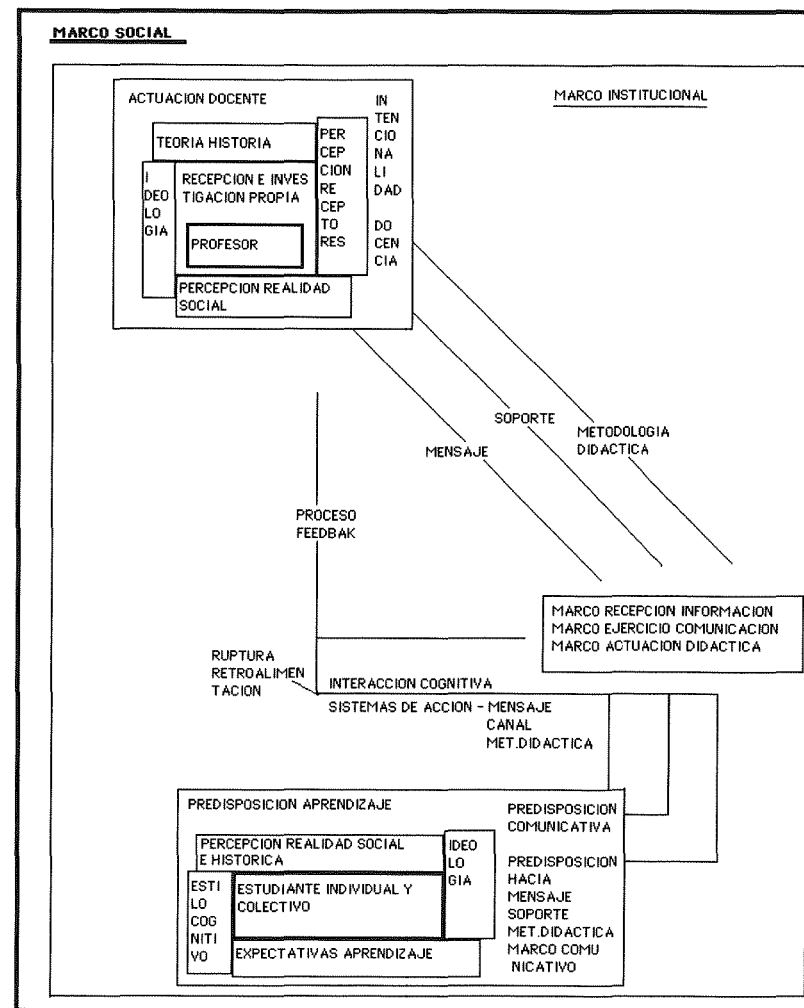 MARCO SOCIAL
MARCO INSTITUCIONAL
ACTUACION DOCENTE
TEORIA HISTORIA
I
DEO
LO
GIA
RECEPCION E INVES
TIGACION PROPIA
PROFESOR
PERCEPCION REALIDAD
SOCIAL
PER
CEP
CION
RE
CEP
TO
RES
IN
TEN
CIO
NA
LI
DAD
DO
CEN
CIA
MENSAJE
SOPORTE
METODOLOGIA
DIDACTICA
PROCESO
FEEDBAK
MARCO RECEPCION INFORMACION
MARCO EJERCICIO COMUNICACION
MARCO ACTUACION DIDACTICA
RUPTURA
RETROALIMEN
TACION
INTERACCION COGNITIVA
SISTEMAS DE ACCION - MENSAJE
CANAL
MET.DIDACTICA
PREDISPOSICION APRENDIZAJE
PERCEPCION REALIDAD SOCIAL
E HISTORICA
IDEO
LO
GIA
ESTI
LO
COG
NITI
VO
ESTUDIANTE INDIVIDUAL Y
COLECTIVO
EXPECTATIVAS APRENDIZAJE
PREDISPOSICION
COMUNICATIVA
PREDISPOSICION
HACIA
MENSAJE
SOPORTE
MET.DIDACTICA
MARCO COMU
NICATIVO